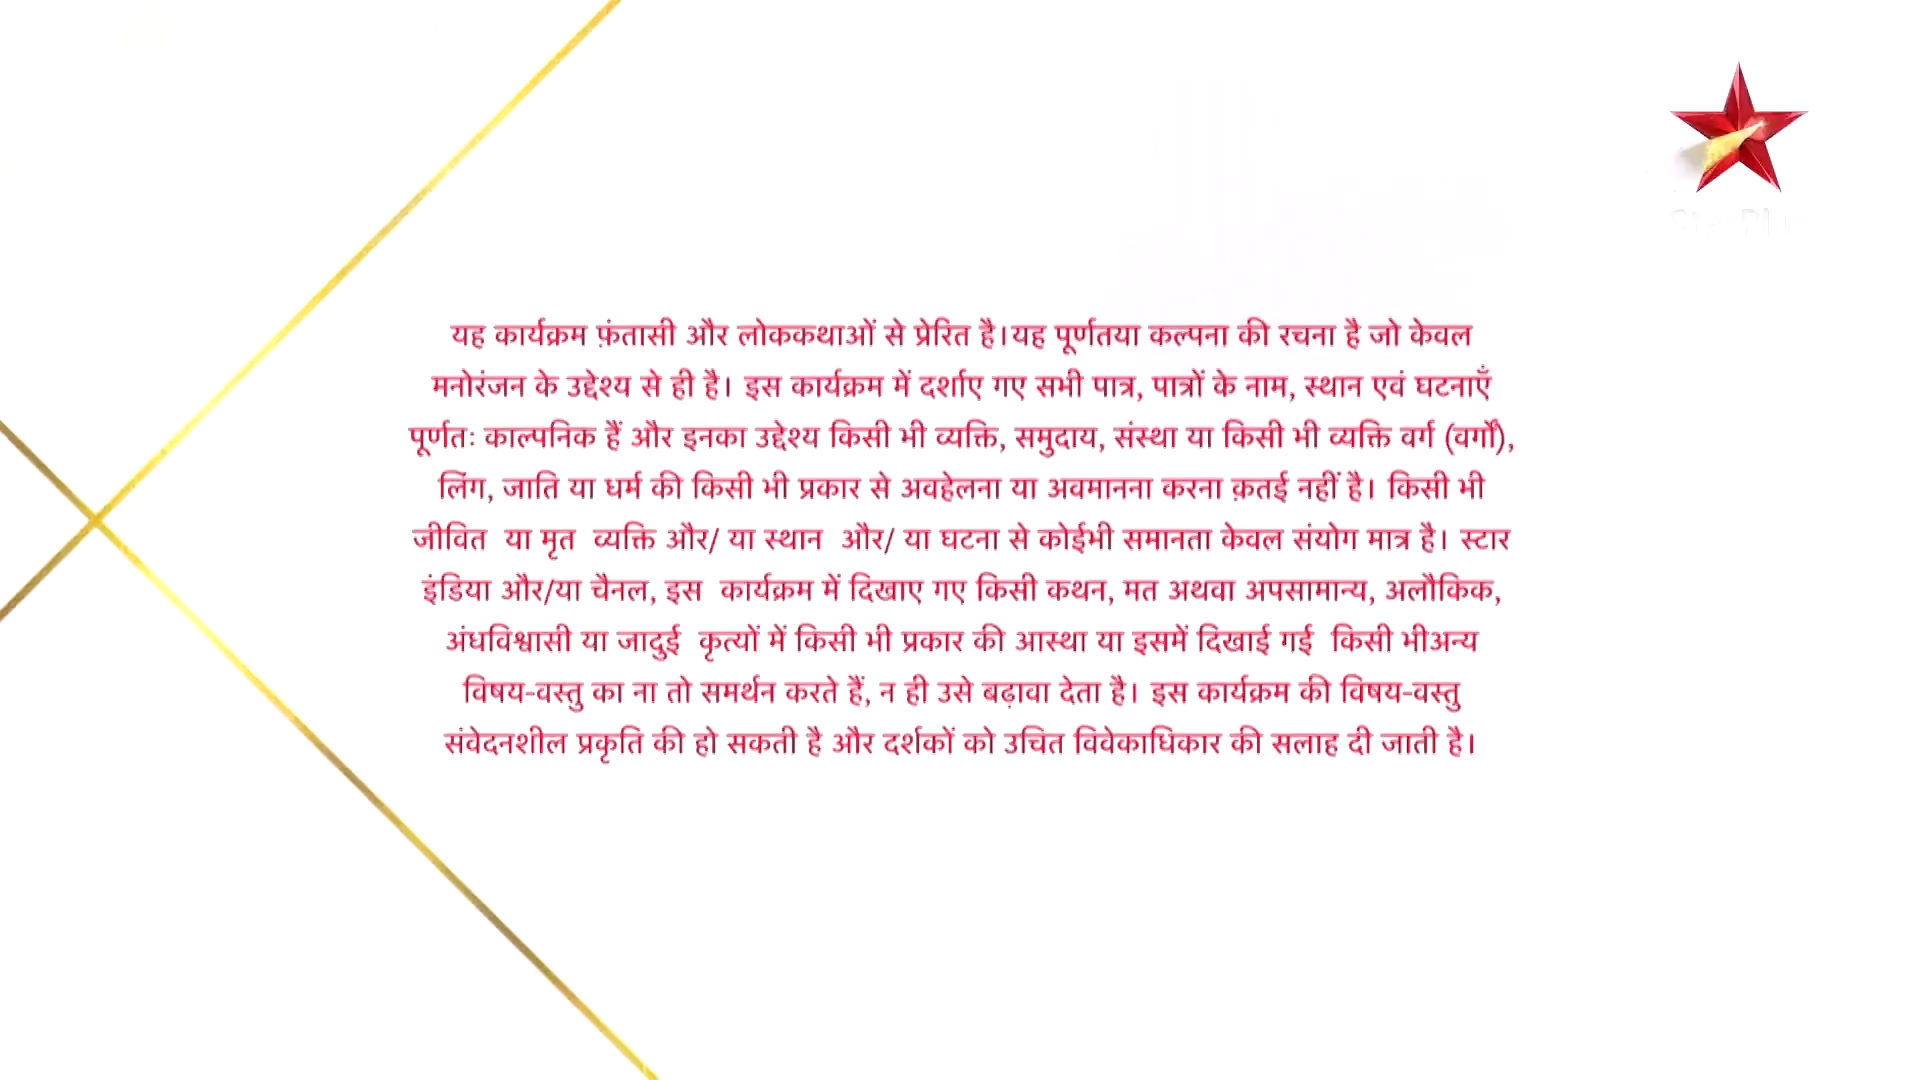 यह कार्यक्रम फ़ंतासी और लोककथाओं से प्रेरित है।यह पूर्णतया कल्पना की रचना है जो केवल
मनोरंजन के उद्देश्य से ही है। इस कार्यक्रम में दर्शाए गए सभी पात्र, पात्रों के नाम, स्थान एवं घटनाएँ
पूर्णतः काल्पनिक हैं और इनका उद्देश्य किसी भी व्यक्ति, समुदाय, संस्था या किसी भी व्यक्ति वर्ग (वर्गों),
लिंग, जाति या धर्म की किसी भी प्रकार से अवहेलना या अवमानना करना क़तई नहीं है। किसी भी
जीवित या मृत व्यक्ति और/ या स्थान और/ या घटना से कोईभी समानता केवल संयोग मात्र है। स्टार
इंडिया और/या चैनल, इस कार्यक्रम में दिखाए गए किसी कथन, मत अथवा अपसामान्य, अलौकिक,
अंधविश्वासी या जादुई कृत्यों में किसी भी प्रकार की आस्था या इसमें दिखाई गई किसी भीअन्य
विषय-वस्तु का ना तो समर्थन करते हैं, न ही उसे बढ़ावा देता है। इस कार्यक्रम की विषय-वस्तु
संवेदनशील प्रकृति की हो सकती है और दर्शकों को उचित विवेकाधिकार की सलाह दी जाती है।